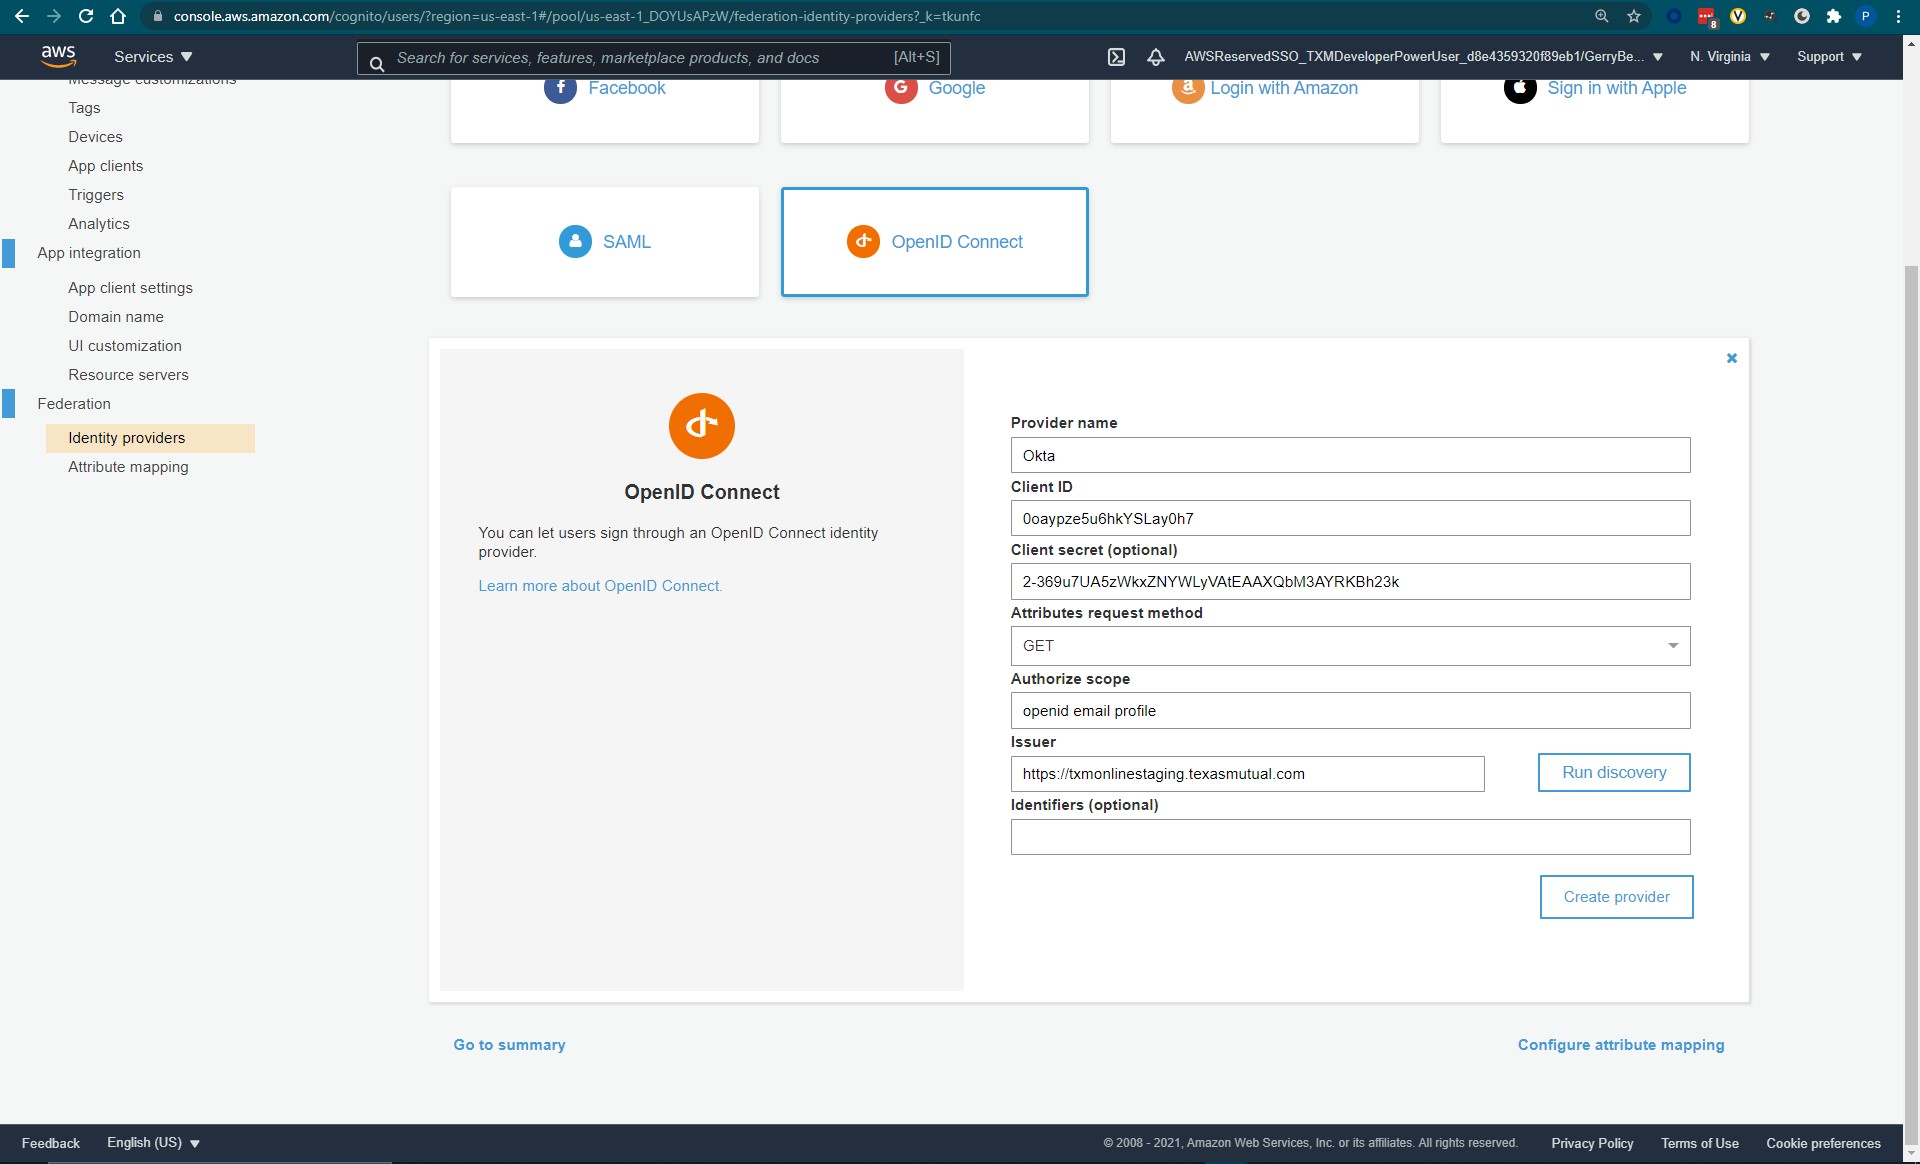 console.aws.amazon.com/cognito/users/?region=us-east-1#/pool/us-east-1_DOYUsAPzW/federation-identity-providers?_k=tkunfc
8
P
aws
Services
Search for services, features, marketplace products, and docs
[Alt+S]
AWSReservedSSO_TXMDeveloperPowerUser_d8e4359320f89eb1/GerryBe...
N. Virginia
Support
Message customizations
Tags
Devices
App clients
Triggers
Analytics
App integration
App client settings
Domain name
UI customization
Resource servers
Federation
Identity providers
Attribute mapping
Facebook
Google
Login with Amazon
Sign in with Apple
SAML
OpenID Connect
OpenID Connect
You can let users sign through an OpenID Connect identity
provider.
Learn more about OpenID Connect.
Provider name
Okta
Client ID
0oaypze5u6hkYSLay0h7
Client secret (optional)
2-369u7UA5zWkxZNYWLyVAtEAAXQbM3AYRKBh23k
Attributes request method
GET
Authorize scope
openid email profile
Issuer
https://txmonlinestaging.texasmutual.com
Run discovery
Identifiers (optional)
Create provider
Go to summary
Configure attribute mapping
Feedback
English (US)
© 2008 - 2021, Amazon Web Services, Inc. or its affiliates. All rights reserved.
Privacy Policy
Terms of Use
Cookie preferences